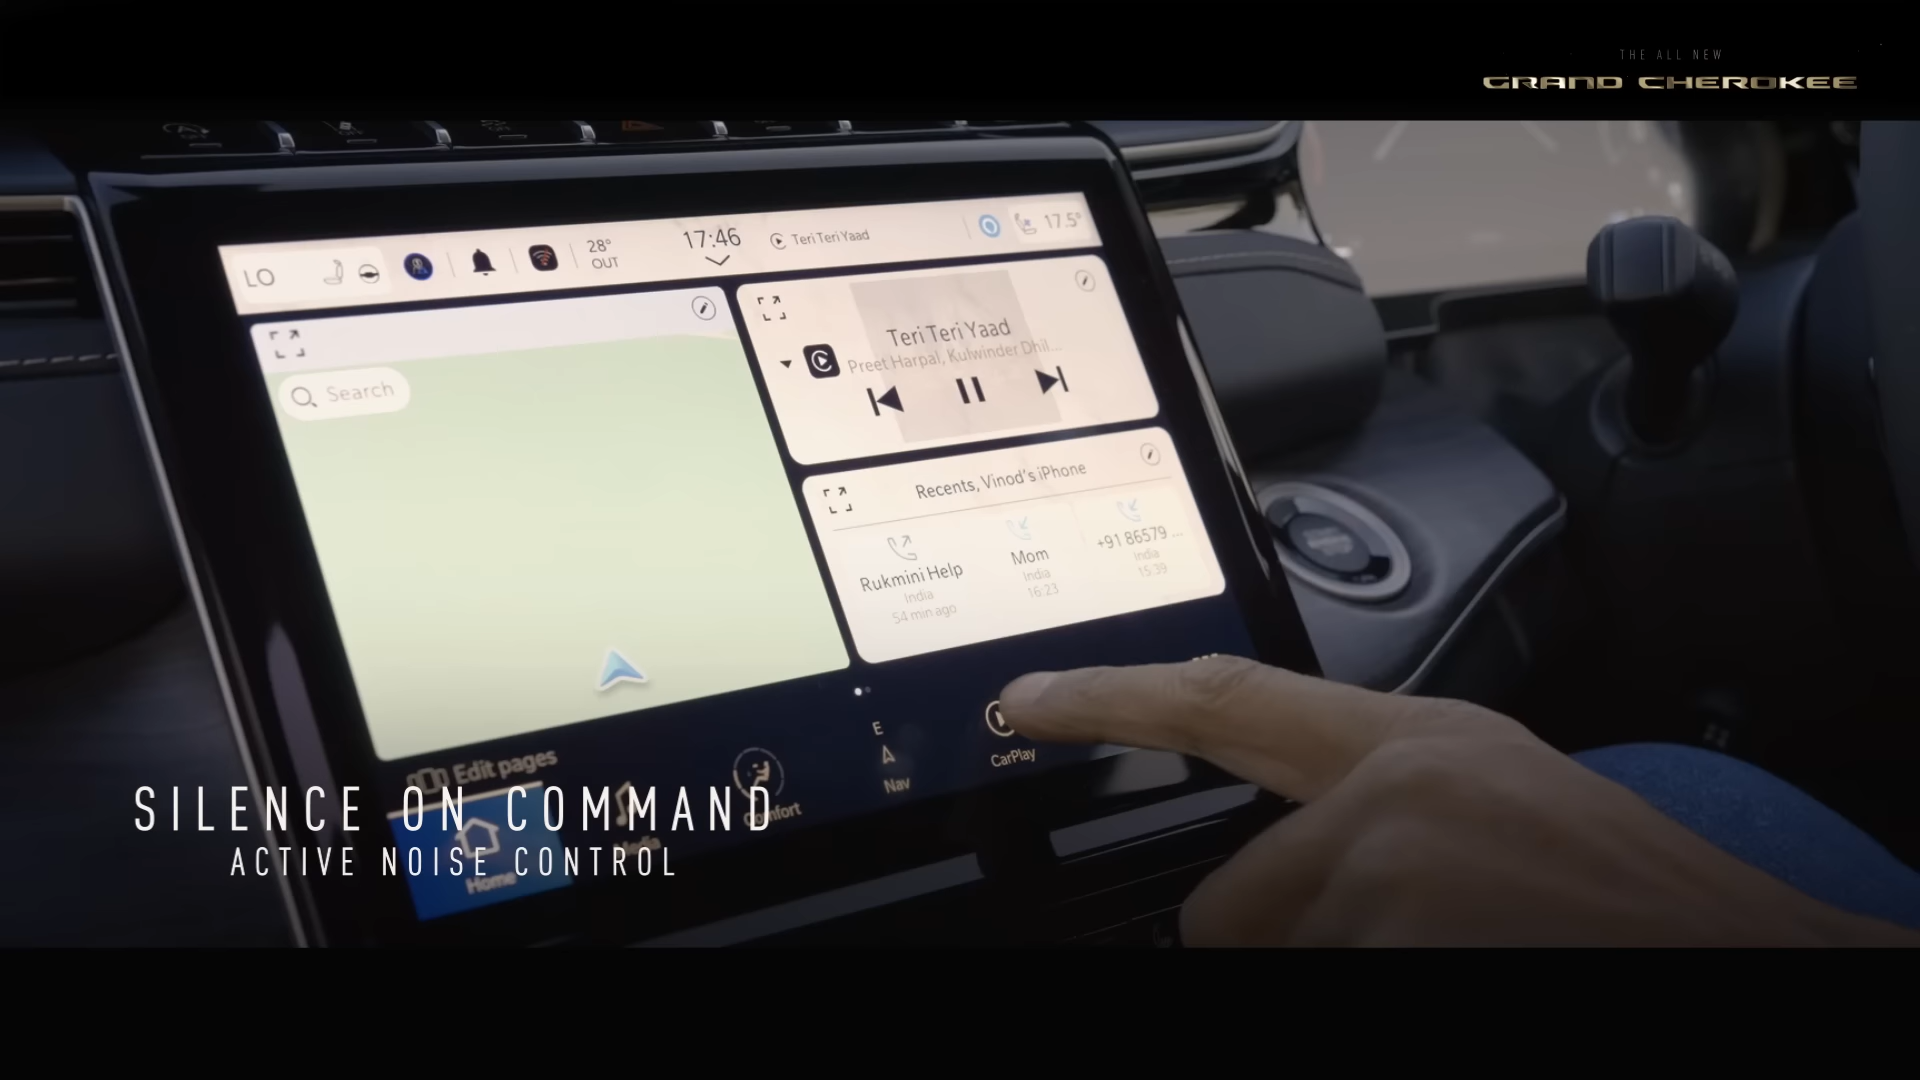 THE ALL NEW
GRAND CHEROKEE
LO
28°
OUT
17:46
Teri Teri Yaad
17.5°
Search
Teri Teri Yaad
Preet Harpal, Kulwinder Dhil...
Recents, Vinod's iPhone
Rukmini Help
India
54 min ago
Mom
India
16:23
+91 86579 ...
India
15:39
Edit pages
Home
Comfort
E
Nav
CarPlay
SILENCE ON COMMAND
ACTIVE NOISE CONTROL